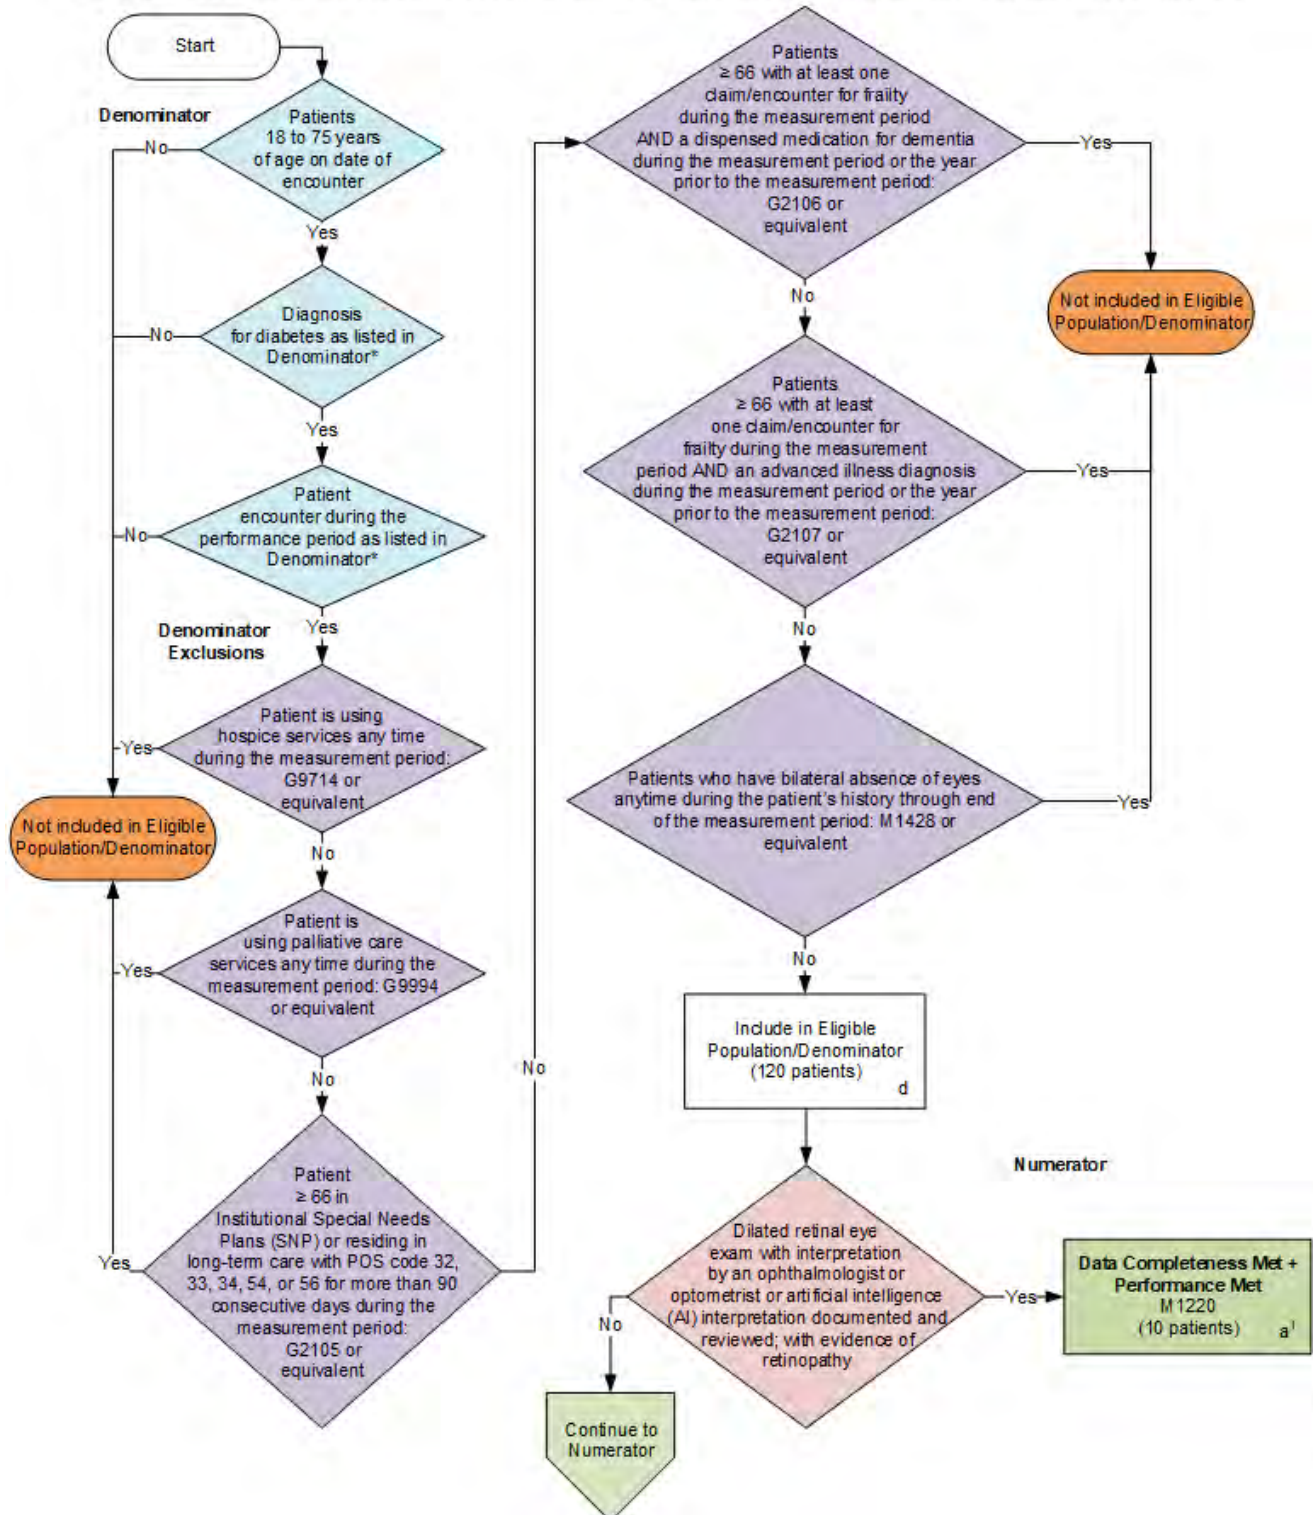 Start
Denominator
Patients
18 to 75 years
of age on date of
encounter
No
Yes
Diagnosis
for diabetes as listed in
Denominator*
No
Yes
Patient
encounter during the
performance period as listed in
Denominator*
No
Yes
Denominator
Exclusions
Patient is using
hospice services any time
during the measurement period:
G9714 or
equivalent
Yes
No
Not included in Eligible
Population/Denominator
Patient is
using palliative care
services any time during the
measurement period: G9994
or equivalent
Yes
No
Patient
≥ 66 in
Institutional Special Needs
Plans (SNP) or residing in
long-term care with POS code 32,
33, 34, 54, or 56 for more than 90
consecutive days during the
measurement period:
G2105 or
equivalent
Yes
No
Patients
≥ 66 with at least one
claim/encounter for frailty
during the measurement period
AND a dispensed medication for dementia
during the measurement period or the year
prior to the measurement period:
G2106 or
equivalent
Yes
No
Not included in Eligible
Population/Denominator
Patients
≥ 66 with at least
one claim/encounter for
frailty during the measurement
period AND an advanced illness diagnosis
during the measurement period or the year
prior to the measurement period:
G2107 or
equivalent
Yes
No
Patients who have bilateral absence of eyes
anytime during the patient's history through end
of the measurement period: M1428 or
equivalent
Yes
No
Include in Eligible
Population/Denominator
(120 patients)
d
Numerator
Dilated retinal eye
exam with interpretation
by an ophthalmologist or
optometrist or artificial intelligence
(AI) interpretation documented and
reviewed; with evidence of
retinopathy
Yes
No
Data Completeness Met +
Performance Met
M1220
(10 patients)
a¹
Continue to
Numerator